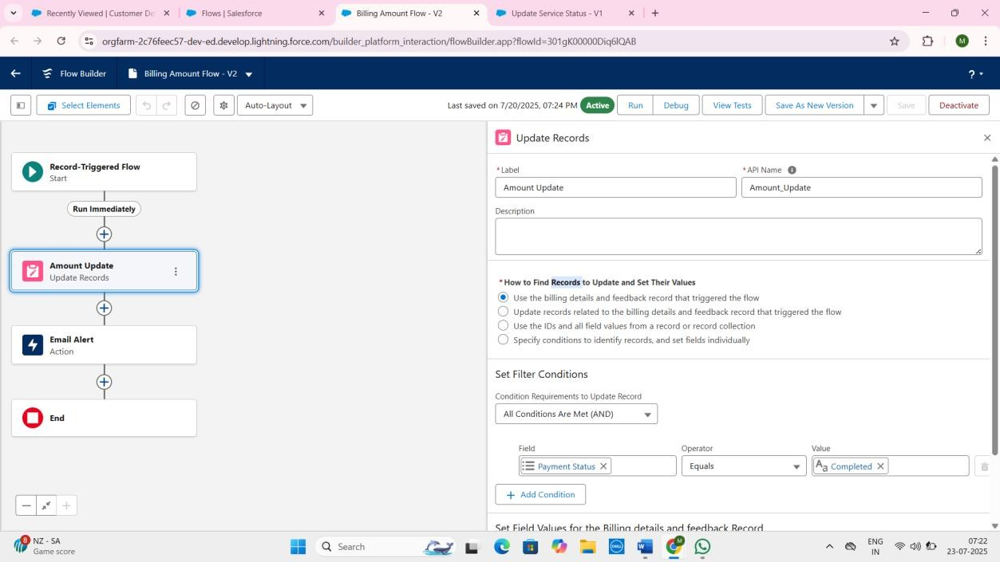 Recently Viewed | Customer De
Flows | Salesforce
Billing Amount Flow - V2
Update Service Status - V1
orgfarm-2c76feec57-dev-ed.develop.lightning.force.com/builder_platform_interaction/flowBuilder.app?flowId=301gK00000Diq6lQAB
M
Flow Builder
Billing Amount Flow - V2
?
Select Elements
Auto-Layout
Last saved on 7/20/2025, 07:24 PM
Active
Run
Debug
View Tests
Save As New Version
Save
Deactivate
Record-Triggered Flow
Start
Run Immediately
Amount Update
Update Records
Email Alert
Action
End
Update Records
*Label
*API Name
Amount Update
Amount_Update
Description
*How to Find Records to Update and Set Their Values
Use the billing details and feedback record that triggered the flow
Update records related to the billing details and feedback record that triggered the flow
Use the IDs and all field values from a record or record collection
Specify conditions to identify records, and set fields individually
Set Filter Conditions
Condition Requirements to Update Record
All Conditions Are Met (AND)
Field
Operator
Value
Payment Status
Equals
Aa Completed
+ Add Condition
Set Field Values for the Billing details and feedback Record
8
NZ - SA
Game score
Search
DELL
W
M
ENG
IN
07:22
23-07-2025